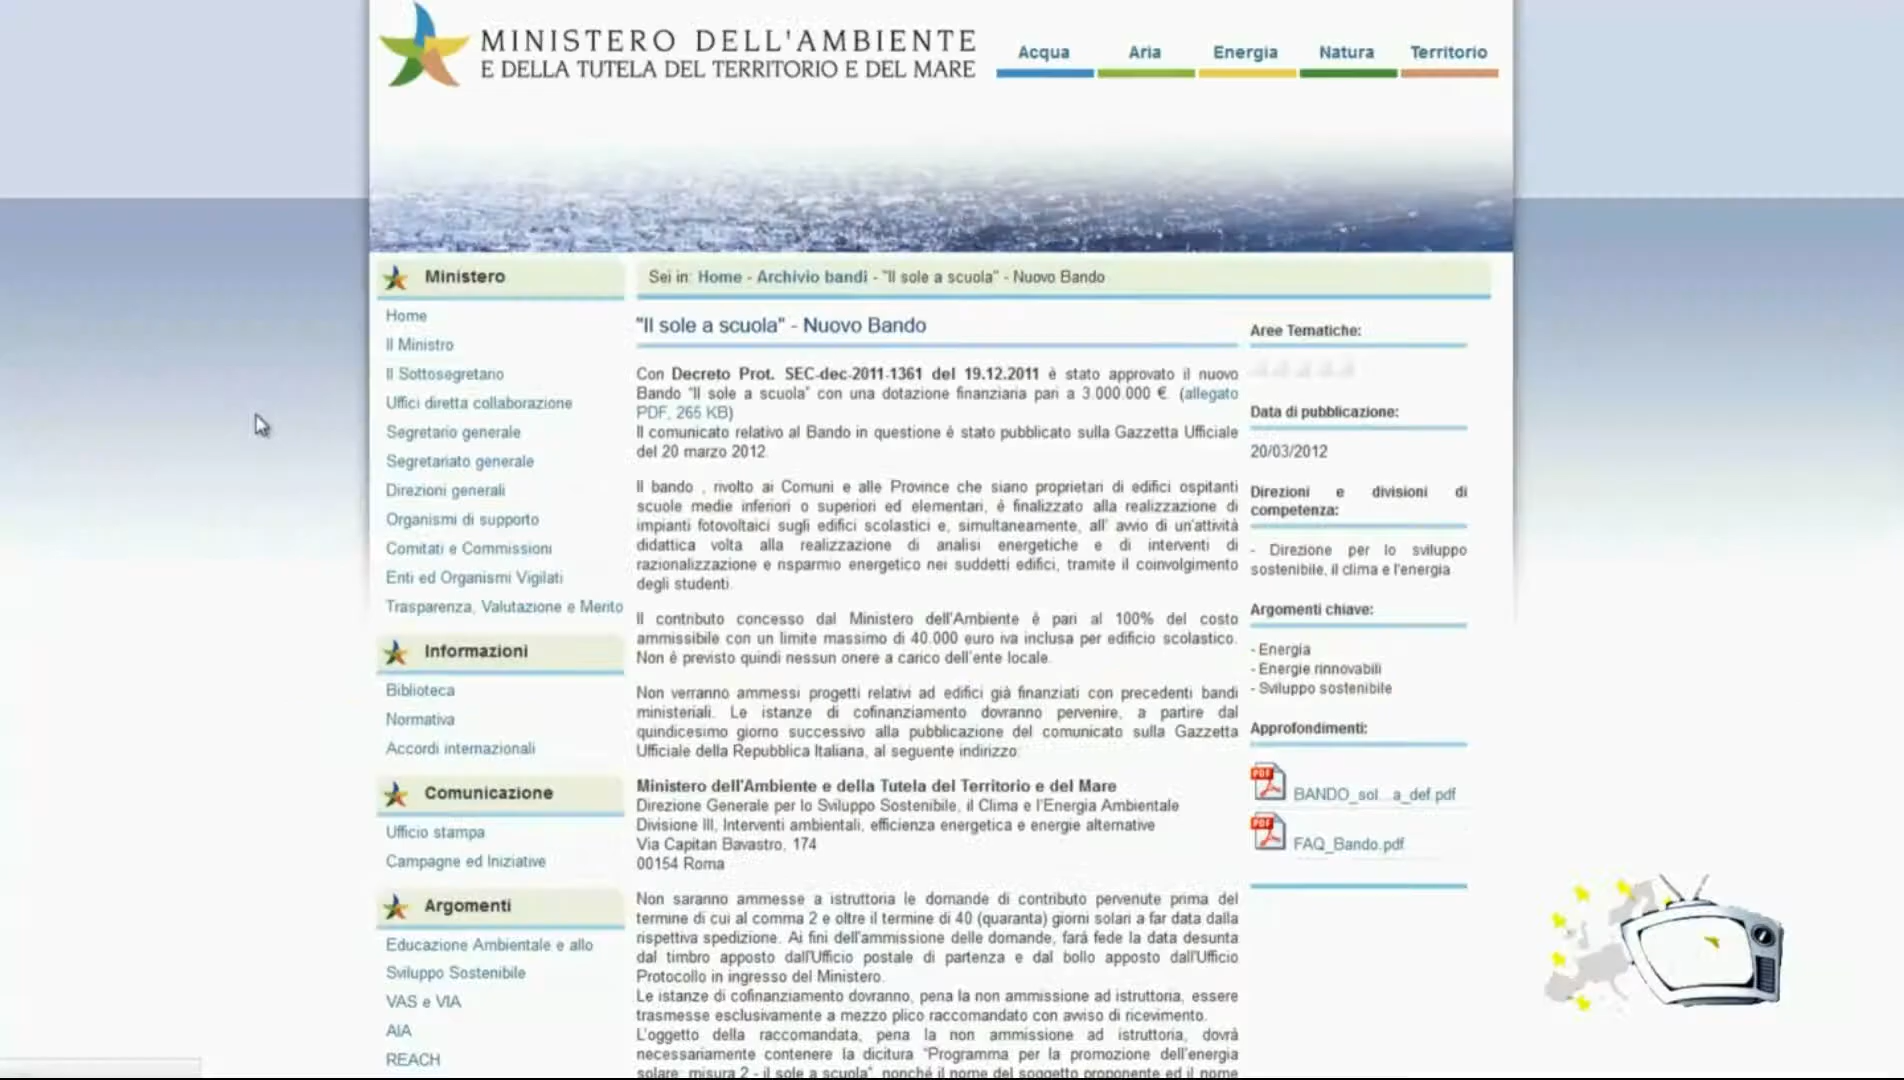 MINISTERO DELL'AMBIENTE
E DELLA TUTELA DEL TERRITORIO E DEL MARE
Acqua
Aria
Energia
Natura
Territorio
Ministero
Home
Il Ministro
Il Sottosegretario
Uffici diretta collaborazione
Segretario generale
Segretariato generale
Direzioni generali
Organismi di supporto
Comitati e Commissioni
Enti ed Organismi Vigilati
Trasparenza, Valutazione e Merito
Informazioni
Biblioteca
Normativa
Accordi internazionali
Comunicazione
Ufficio stampa
Campagne ed Iniziative
Argomenti
Educazione Ambientale e allo
Sviluppo Sostenibile
VAS e VIA
AIA
REACH
Sei in: Home - Archivio bandi - "Il sole a scuola" - Nuovo Bando
"Il sole a scuola" - Nuovo Bando
Con Decreto Prot. SEC-dec-2011-1361 del 19.12.2011 è stato approvato il nuovo
Bando "Il sole a scuola" con una dotazione finanziaria pari a 3.000.000 €. (allegato
PDF, 265 KB)
Il comunicato relativo al Bando in questione è stato pubblicato sulla Gazzetta Ufficiale
del 20 marzo 2012.
Il bando , rivolto ai Comuni e alle Province che siano proprietari di edifici ospitanti
scuole medie inferiori o superiori ed elementari, è finalizzato alla realizzazione di
impianti fotovoltaici sugli edifici scolastici e, simultaneamente, all' avvio di un'attività
didattica volta alla realizzazione di analisi energetiche e di interventi di
razionalizzazione e risparmio energetico nei suddetti edifici, tramite il coinvolgimento
degli studenti.
Il contributo concesso dal Ministero dell'Ambiente è pari al 100% del costo
ammissibile con un limite massimo di 40.000 euro iva inclusa per edificio scolastico.
Non è previsto quindi nessun onere a carico dell'ente locale.
Non verranno ammessi progetti relativi ad edifici già finanziati con precedenti bandi
ministeriali. Le istanze di cofinanziamento dovranno pervenire, a partire dal
quindicesimo giorno successivo alla pubblicazione del comunicato sulla Gazzetta
Ufficiale della Repubblica Italiana, al seguente indirizzo:
Ministero dell'Ambiente e della Tutela del Territorio e del Mare
Direzione Generale per lo Sviluppo Sostenibile, il Clima e l'Energia Ambientale
Divisione III, Interventi ambientali, efficienza energetica e energie alternative
Via Capitan Bavastro, 174
00154 Roma
Non saranno ammesse a istruttoria le domande di contributo pervenute prima del
termine di cui al comma 2 e oltre il termine di 40 (quaranta) giorni solari a far data dalla
rispettiva spedizione. Ai fini dell'ammissione delle domande, farà fede la data desunta
dal timbro apposto dall'Ufficio postale di partenza e dal bollo apposto dall'Ufficio
Protocollo in ingresso del Ministero.
Le istanze di cofinanziamento dovranno, pena la non ammissione ad istruttoria, essere
trasmesse esclusivamente a mezzo plico raccomandato con avviso di ricevimento.
L'oggetto della raccomandata, pena la non ammissione ad istruttoria, dovrà
necessariamente contenere la dicitura "Programma per la promozione dell'energia
solare: misura 2 - il sole a scuola", nonché il nome del soggetto proponente ed il nome
Aree Tematiche:
Data di pubblicazione:
20/03/2012
Direzioni e divisioni di
competenza:
- Direzione per lo sviluppo
sostenibile, il clima e l'energia
Argomenti chiave:
- Energia
- Energie rinnovabili
- Sviluppo sostenibile
Approfondimenti:
PDF
BANDO_sol...a_def.pdf
PDF
FAQ_Bando.pdf